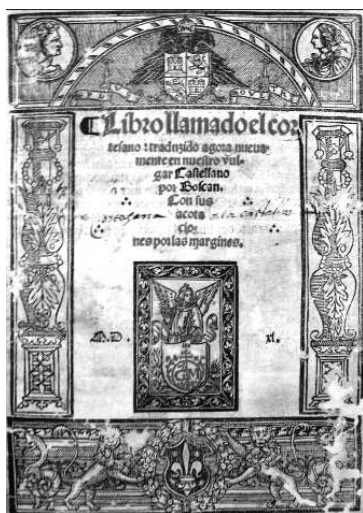 Libro llamado el cor
tesano: traduzido agora nueua-
mente en nuestro vul-
gar Castellano
por Boscan.
Con sus
acota
cio-
nes por las margines.
M.D. xl.